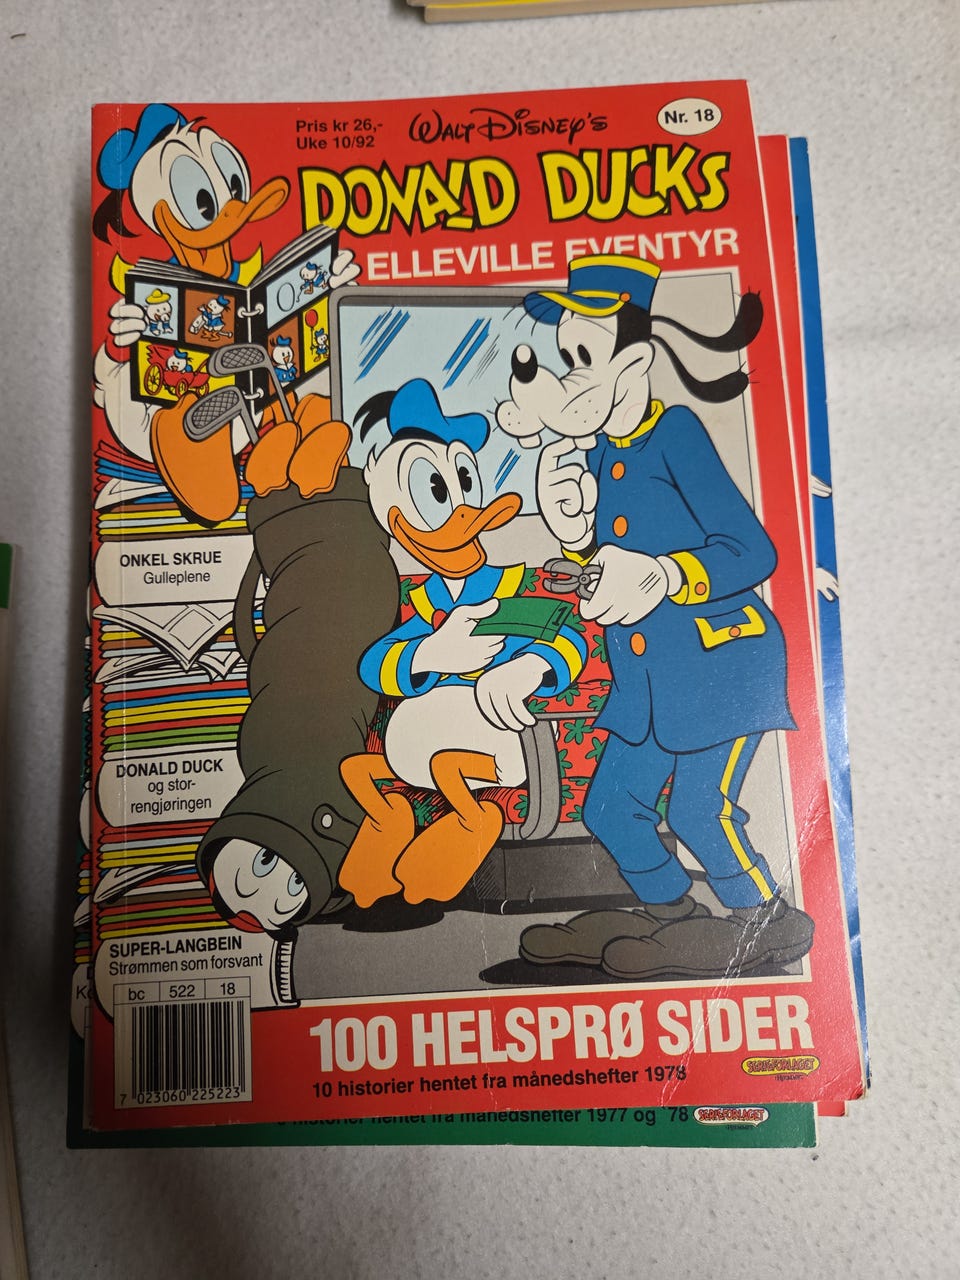 Pris kr 26,-
Uke 10/92
WALT DISNEY'S
Nr. 18
DONALD DUCKS
ELLEVILLE EVENTYR
ONKEL SKRUE
Gulleplene
1
DONALD DUCK
og stor-
rengjøringen
SUPER-LANGBEIN
Strømmen som forsvant
bc 522 18
7 023060 225223
100 HELSPRØ SIDER
10 historier hentet fra månedshefter 1978
SERIEFORLAGET
historier hentet fra månedshefter 1977 og '78
SERIEFORLAGET